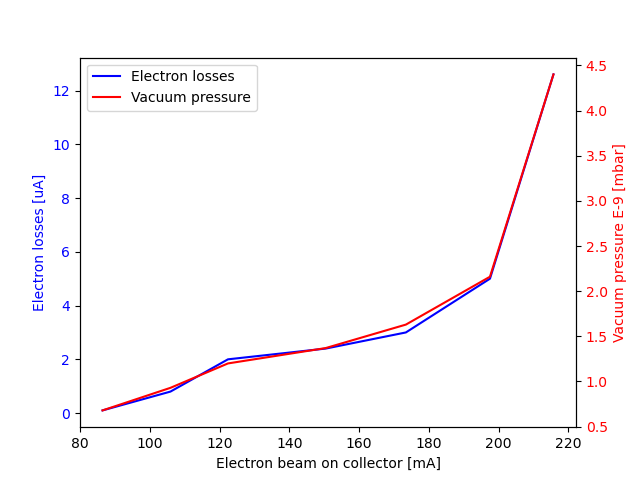 Electron losses
Vacuum pressure
12
10
8
6
4
2
0
Electron losses [uA]
4.5
4.0
3.5
3.0
2.5
2.0
1.5
1.0
0.5
Vacuum pressure E-9 [mbar]
80 100 120 140 160 180 200 220
Electron beam on collector [mA]